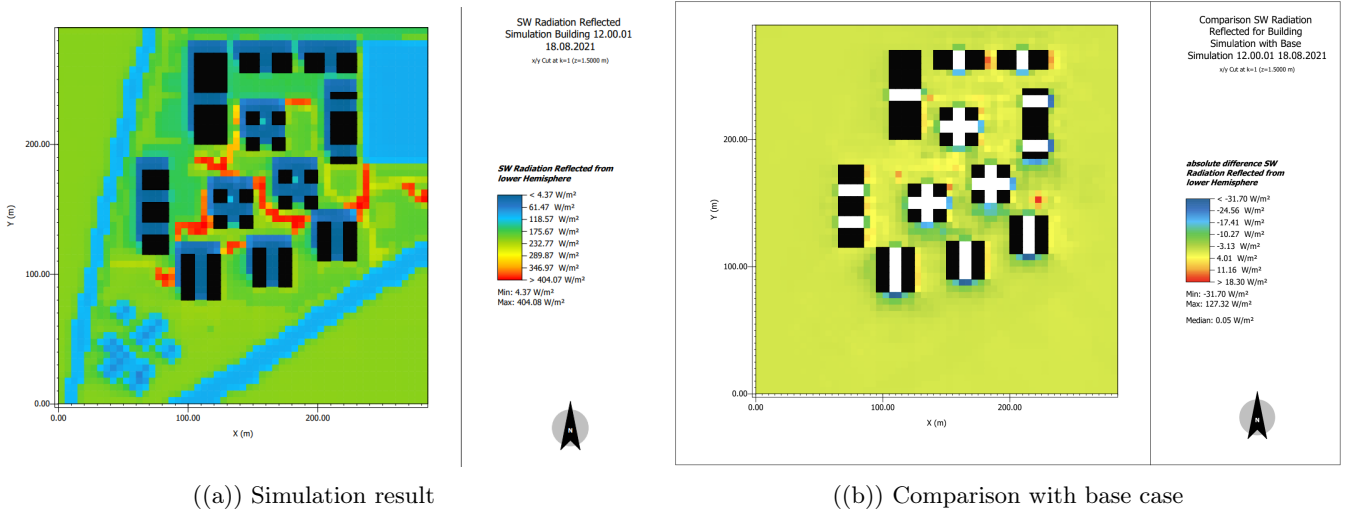 SW Radiation Reflected
Simulation Building 12.00.01
18.08.2021
x/y Cut at k=1 (z=1.5000 m)
200.00
100.00
0.00
Y (m)
0.00
100.00
200.00
X (m)
SW Radiation Reflected from
lower Hemisphere
< 4.37 W/m²
61.47 W/m²
118.57 W/m²
175.67 W/m²
232.77 W/m²
289.87 W/m²
346.97 W/m²
> 404.07 W/m²
Min: 4.37 W/m²
Max: 404.08 W/m²
N
((a)) Simulation result
Comparison SW Radiation
Reflected for Building
Simulation with Base
Simulation 12.00.01 18.08.2021
x/y Cut at k=1 (z=1.5000 m)
200.00
100.00
0.00
Y (m)
0.00
100.00
200.00
X (m)
absolute difference SW
Radiation Reflected from
lower Hemisphere
< -31.70 W/m²
-24.56 W/m²
-17.41 W/m²
-10.27 W/m²
-3.13 W/m²
4.01 W/m²
11.16 W/m²
> 18.30 W/m²
Min: -31.70 W/m²
Max: 127.32 W/m²
Median: 0.05 W/m²
N
((b)) Comparison with base case